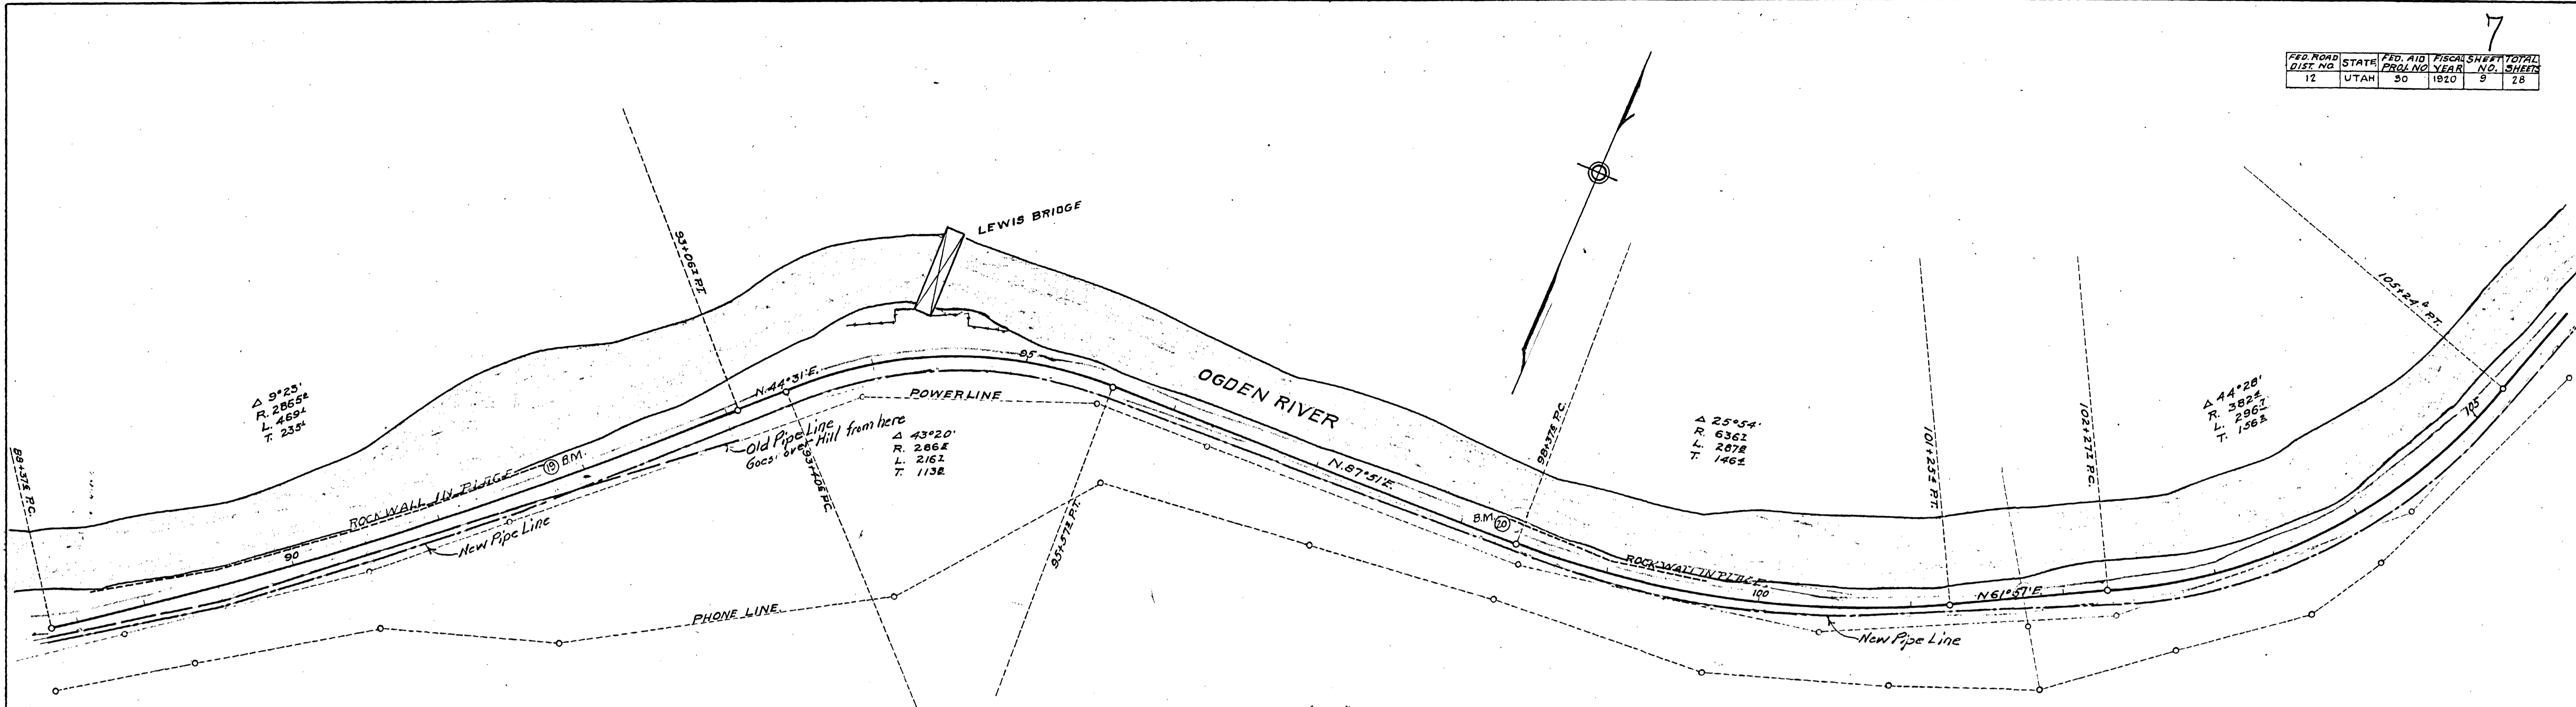 7
FED. ROAD DIST. NO. STATE FED. AID PROJ. NO FISCAL YEAR SHEET NO. TOTAL SHEETS
12 UTAH 30 1920 9 28
LEWIS BRIDGE
93+06 P.T.
105+24 P.T.
N.44°31'E.
95
OGDEN RIVER
POWERLINE
Δ 9°23'
R. 2865
L. 469
T. 235
Old Pipe Line
Goes over Hill from here
Δ 43°20'
R. 286
L. 216
T. 113
Δ 25°54'
R. 636
L. 287
T. 146
Δ 44°28'
R. 382
L. 296
T. 156
105
88+37 P.C.
98+37 P.C.
101+25 P.T.
102+27 P.C.
19 B.M.
ROCK WALL IN PLACE
93+40 P.C.
N.87°51'E.
90
New Pipe Line
B.M. 20
95+57 P.T.
ROCK WALL IN PLACE
100
N61°57'E.
PHONE LINE
New Pipe Line